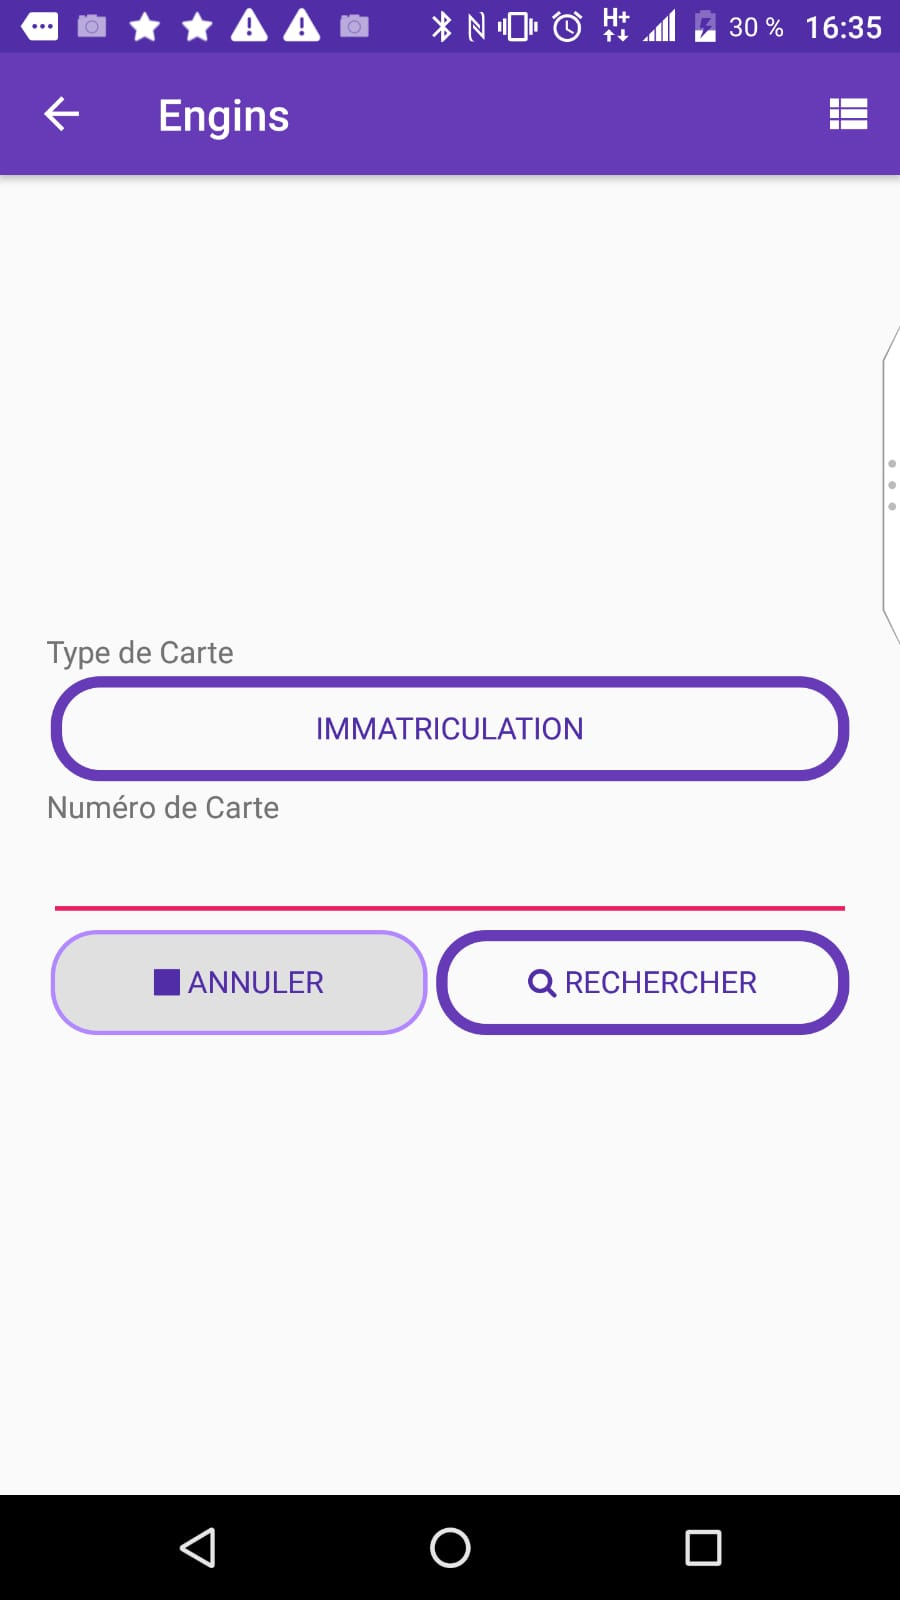 H+ 30 % 16:35
Engins
Type de Carte
IMMATRICULATION
Numéro de Carte
ANNULER RECHERCHER